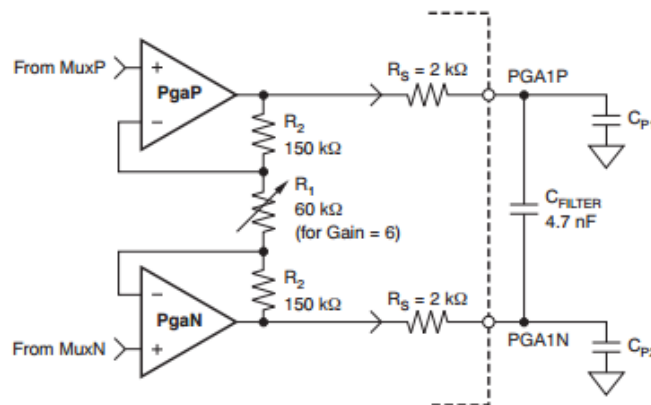 From MuxP
+
PgaP
−
R2
150 kΩ
R1
60 kΩ
(for Gain = 6)
R2
150 kΩ
−
PgaN
+
From MuxN
RS = 2 kΩ
PGA1P
CFILTER
4.7 nF
RS = 2 kΩ
PGA1N